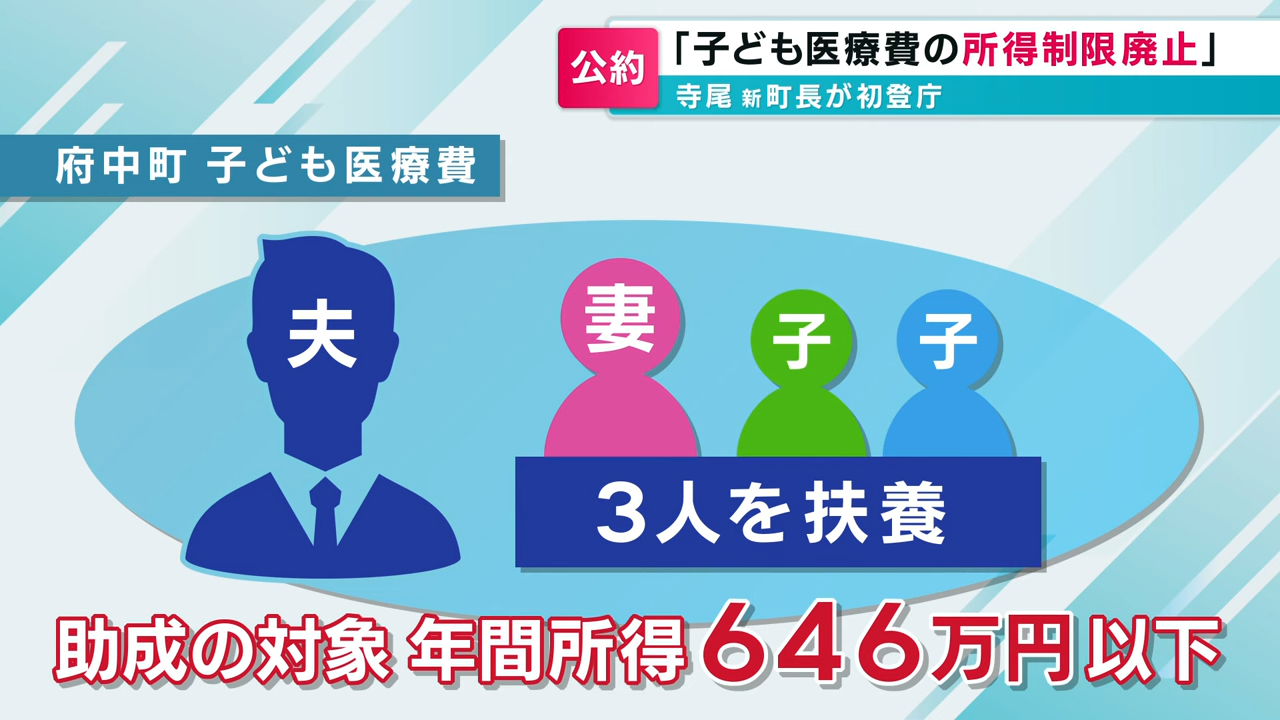 公約
「子ども医療費の所得制限廃止」
寺尾 新町長が初登庁
府中町 子ども医療費
夫
妻
子
子
3人を扶養
助成の対象 年間所得646万円以下